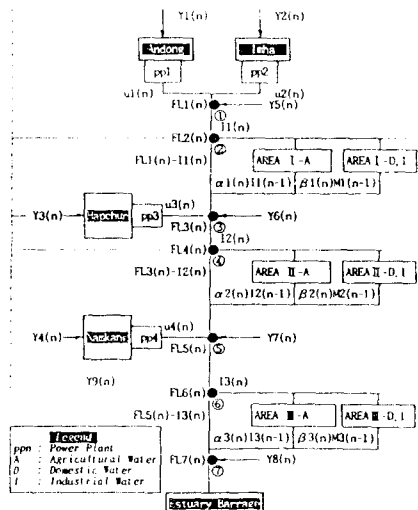 Y1(n) Y2(n)
Andong Imha
pp1 pp2
u1(n) u2(n)
FL1(n) Y5(n)
①
FL2(n) I1(n)
②
FL1(n)-I1(n) AREA I-A AREA I-D,I
α1(n)I1(n-1) β1(n)M1(n-1)
u3(n)
Y3(n) Hapchun pp3 Y6(n)
FL3(n) ③
FL4(n) I2(n)
④
FL3(n)-I2(n) AREA II-A AREA II-D,I
α2(n)I2(n-1) β2(n)M2(n-1)
u4(n)
Y4(n) Namkang pp4 Y7(n)
FL5(n) ⑤
Y9(n)
FL6(n) I3(n)
⑥
FL5(n)-I3(n) AREA III-A AREA III-D,I
α3(n)I3(n-1) β3(n)M3(n-1)
FL7(n) Y8(n)
⑦
Legend
ppn : Power Plant
A : Agricultural Water
D : Domestic Water
I : Industrial Water
Estuary Barrage